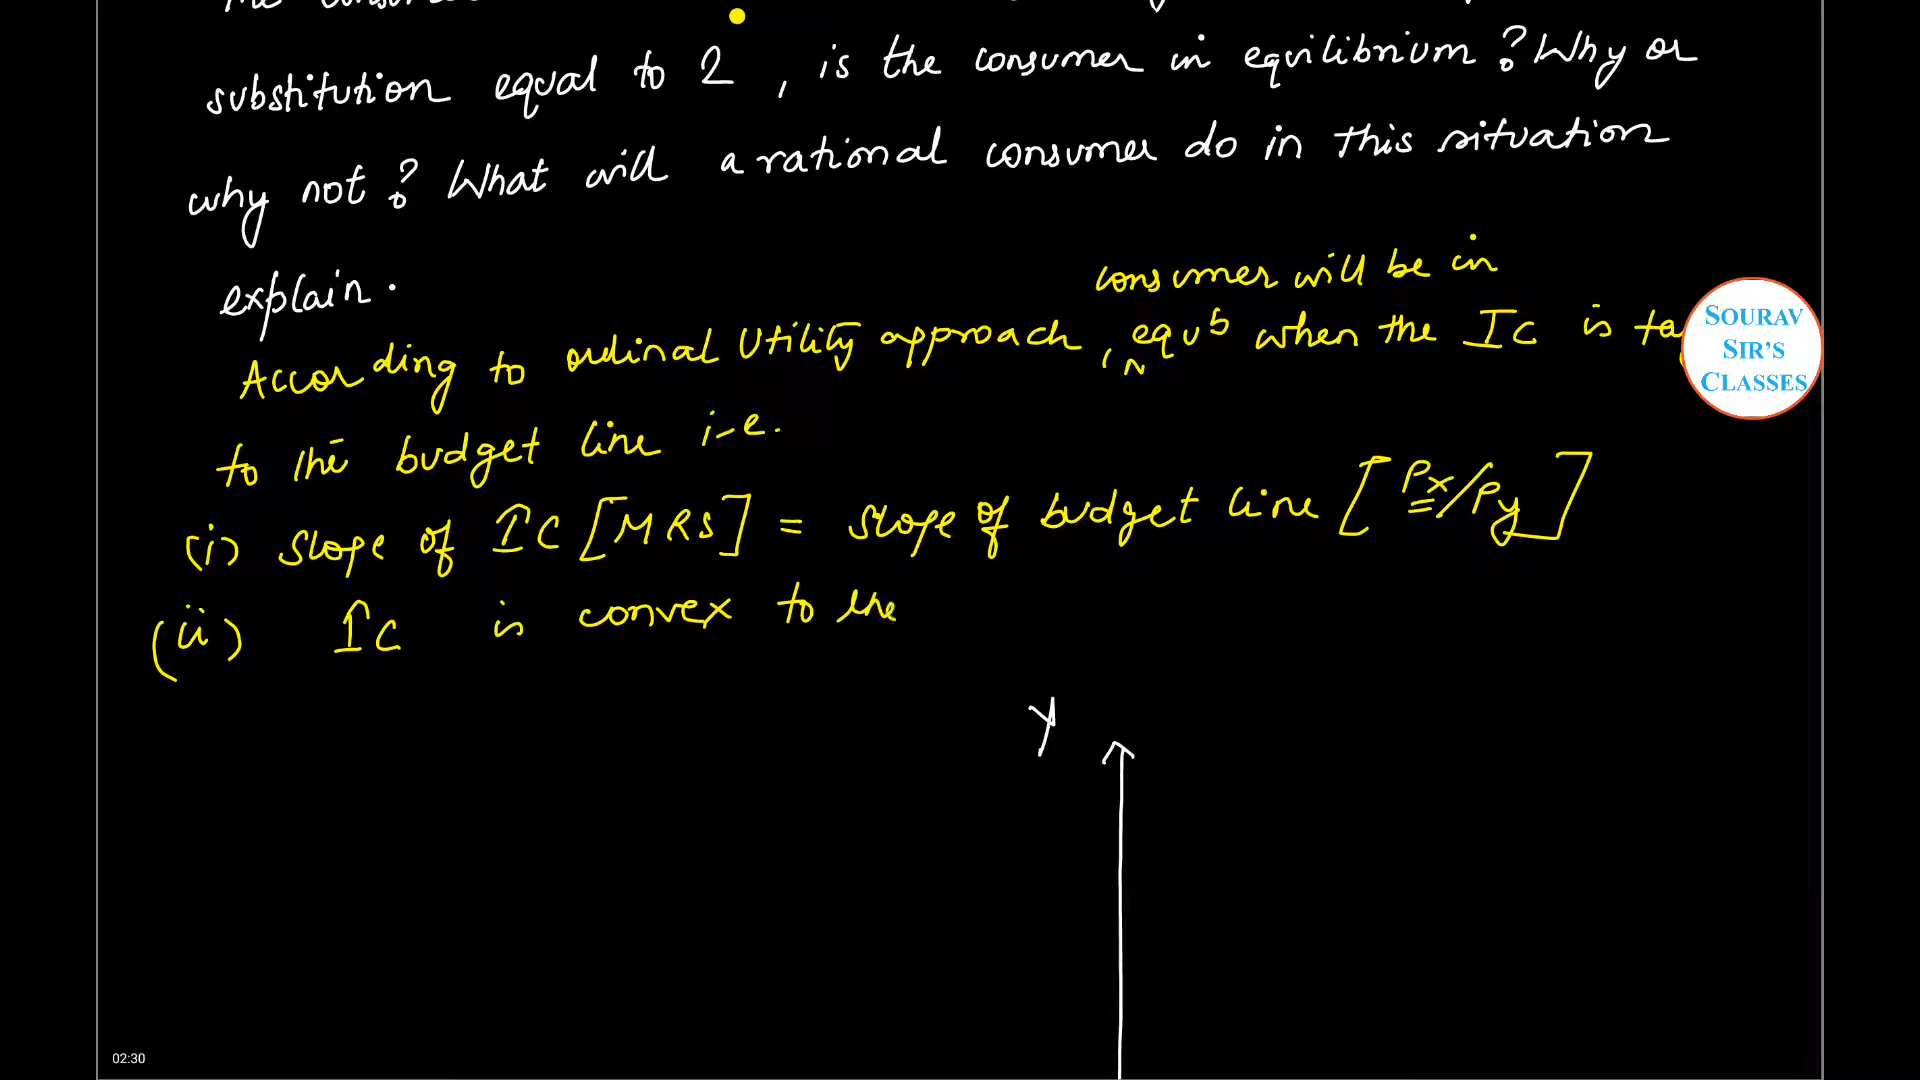 substitution equal to 2, is the consumer in equilibrium? Why or
why not? What will a rational consumer do in this situation
explain.
consumer will be in
According to ordinal Utility approach, equb when the IC is ta
to the budget line i-e.
(i) slope of IC [MRS] = slope of budget line [Px/Py]
(ii) IC is convex to the
Y
SOURAV
SIR'S
CLASSES
02:30